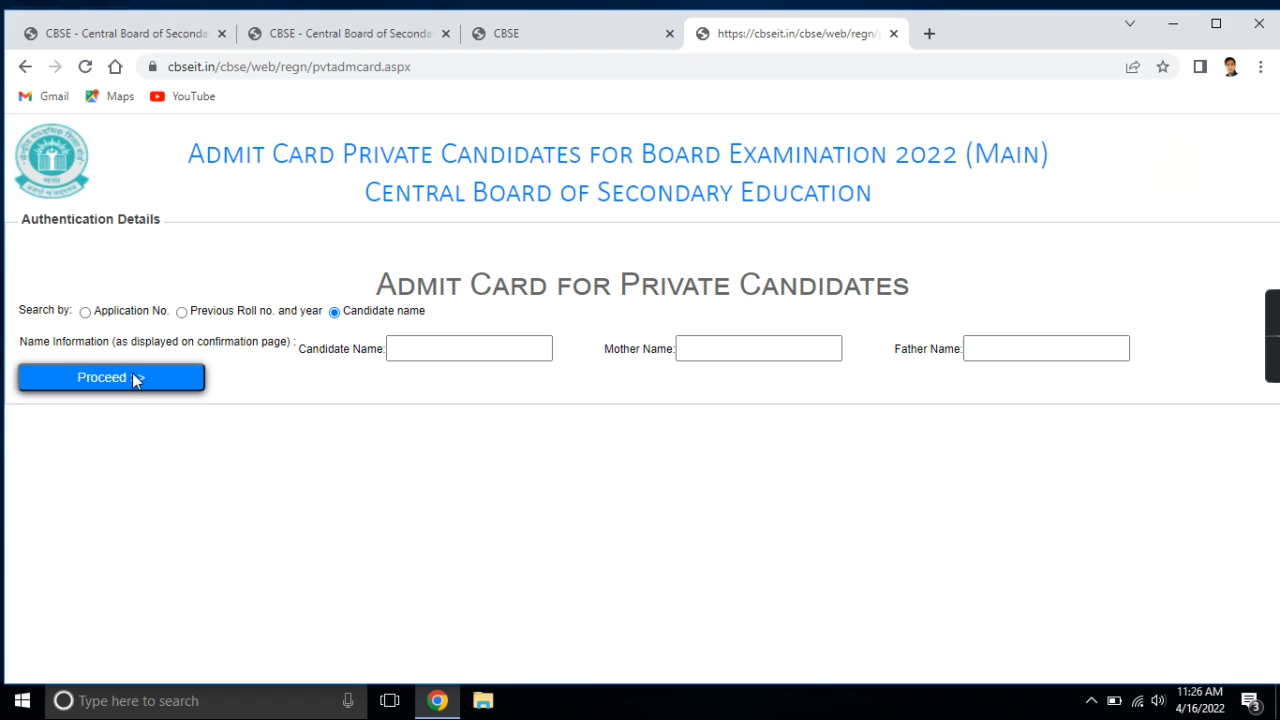 CBSE - Central Board of Seconda
CBSE - Central Board of Seconda
CBSE
https://cbseit.in/cbse/web/regn/p
cbseit.in/cbse/web/regn/pvtadmcard.aspx
Gmail Maps YouTube
ADMIT CARD PRIVATE CANDIDATES FOR BOARD EXAMINATION 2022 (MAIN)
CENTRAL BOARD OF SECONDARY EDUCATION
Authentication Details
ADMIT CARD FOR PRIVATE CANDIDATES
Search by: Application No. Previous Roll no. and year Candidate name
Name Information (as displayed on confirmation page) : Candidate Name: Mother Name: Father Name:
Proceed >>
Type here to search
11:26 AM
4/16/2022
3